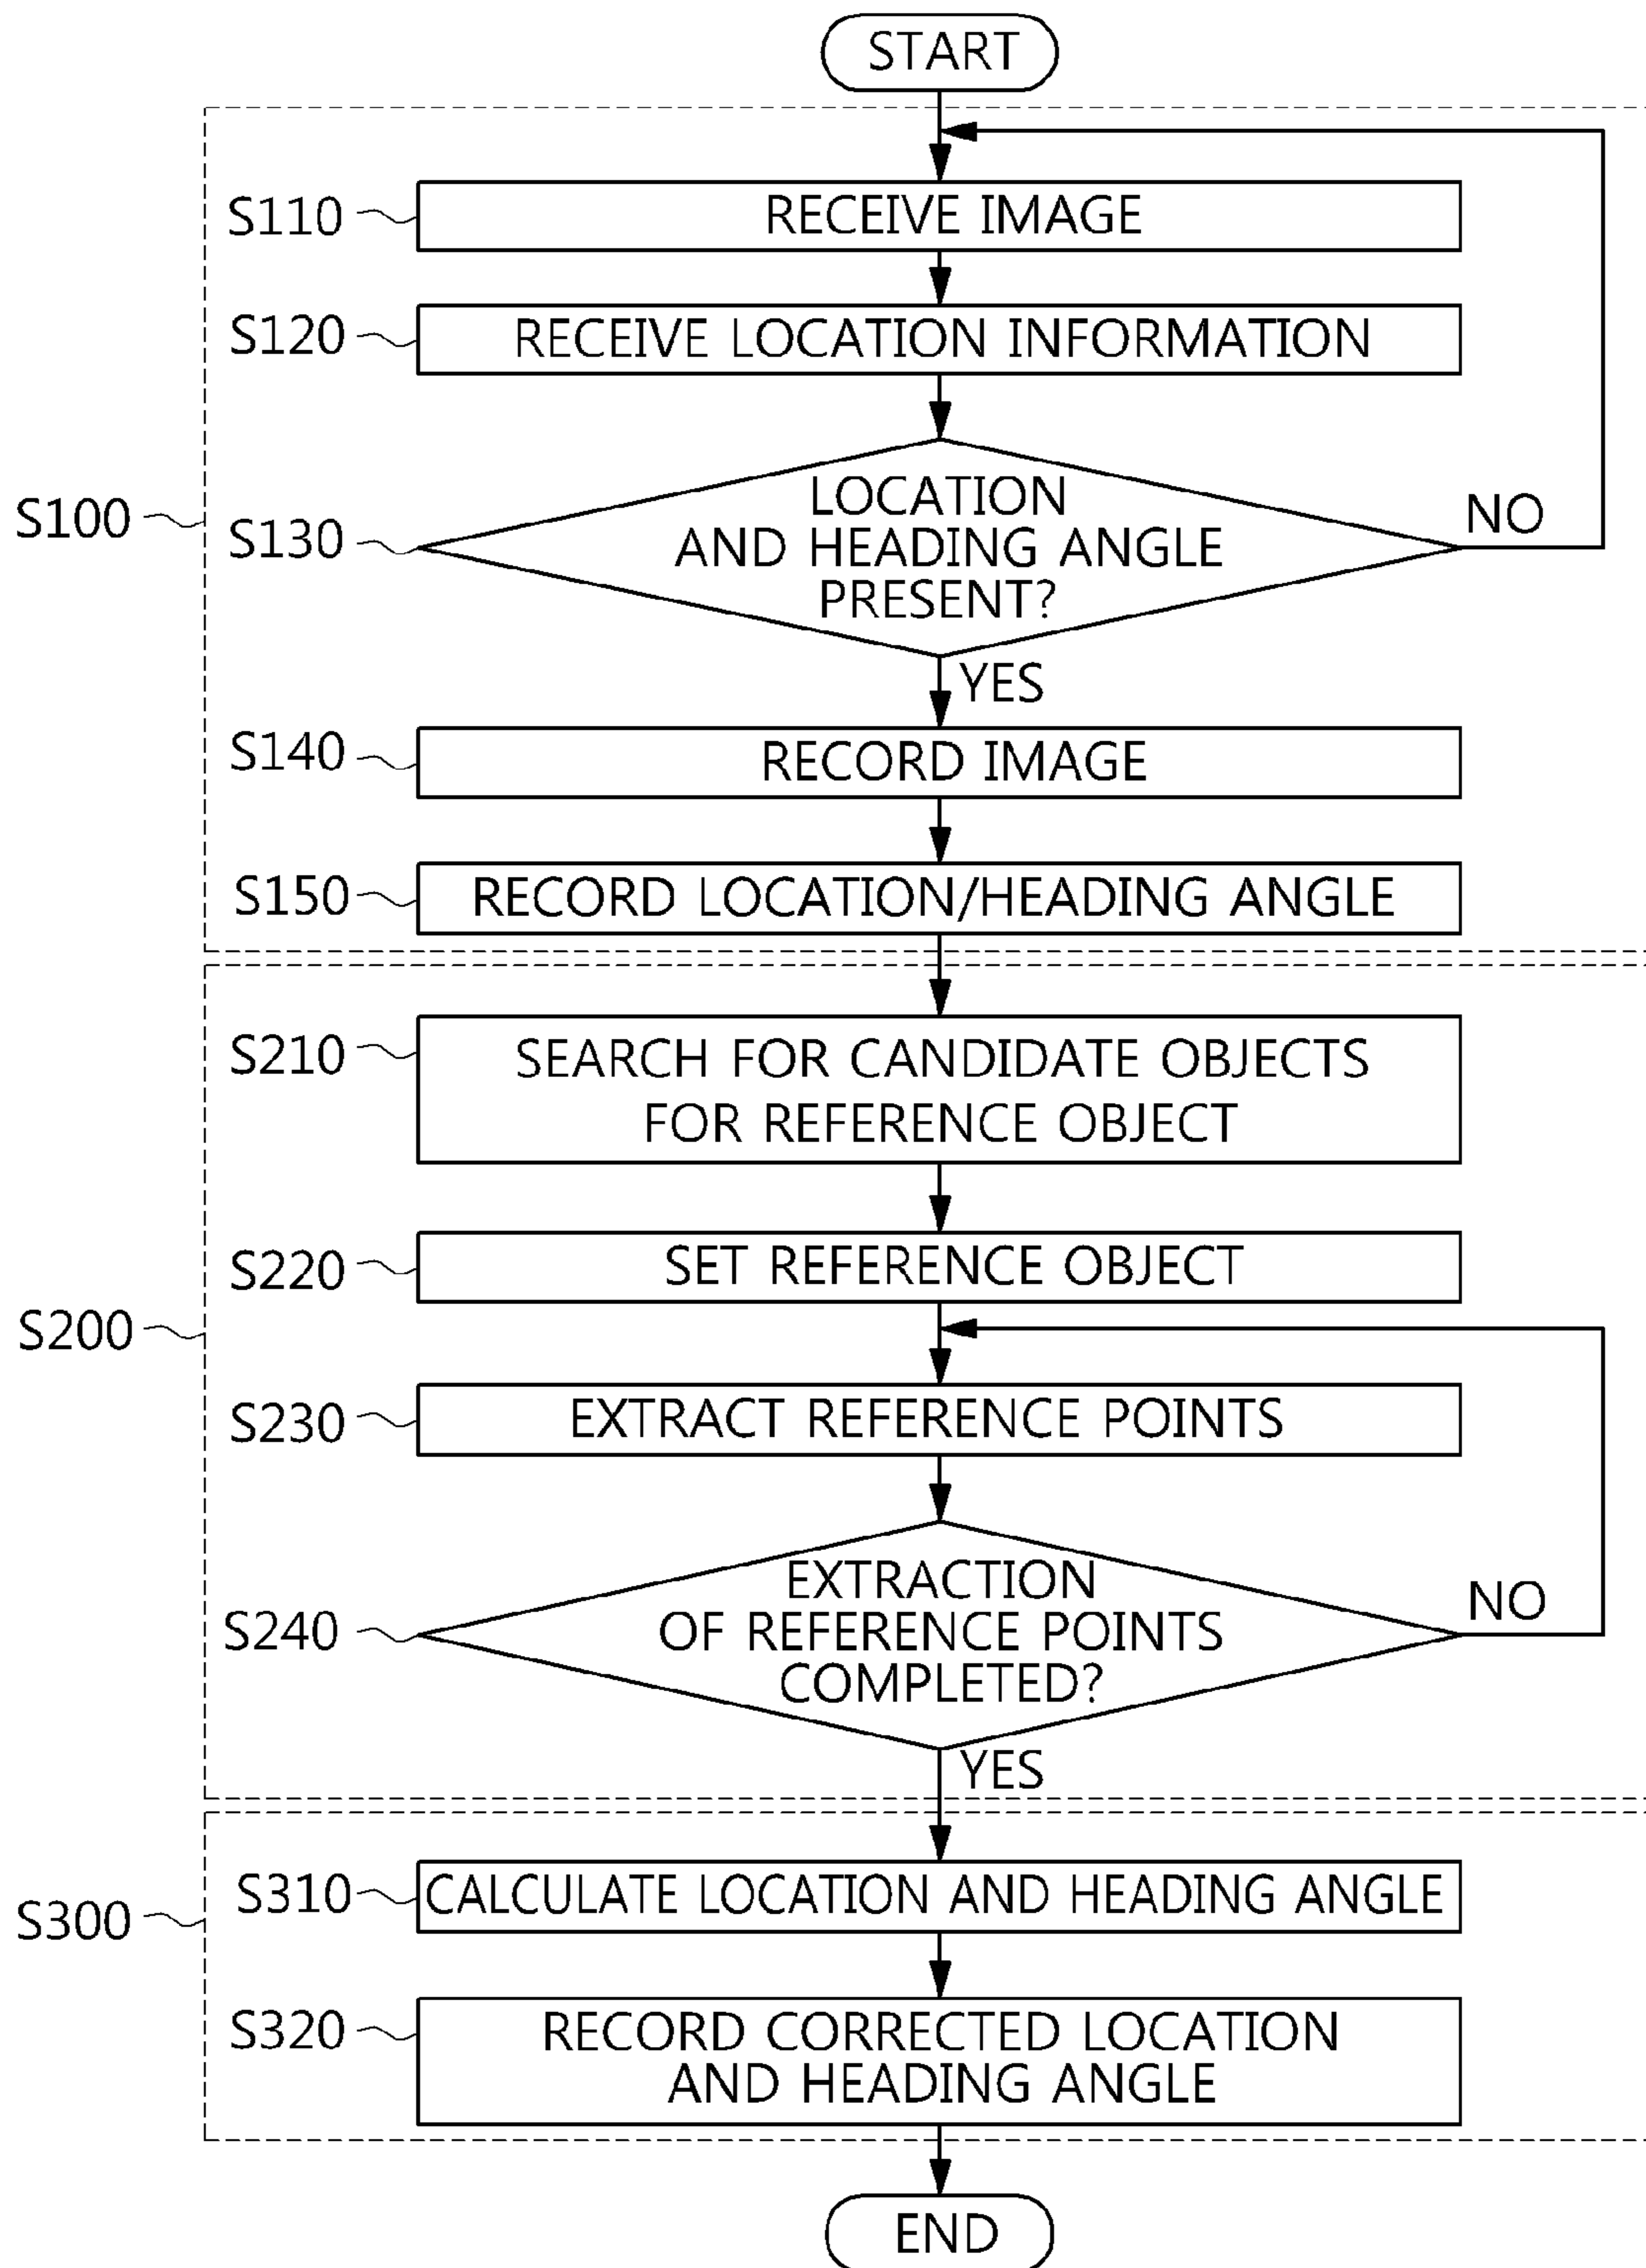 START
S110
RECEIVE IMAGE
S120
RECEIVE LOCATION INFORMATION
S100
S130
LOCATION
AND HEADING ANGLE
PRESENT?
NO
YES
S140
RECORD IMAGE
S150
RECORD LOCATION/HEADING ANGLE
S210
SEARCH FOR CANDIDATE OBJECTS
FOR REFERENCE OBJECT
S220
SET REFERENCE OBJECT
S200
S230
EXTRACT REFERENCE POINTS
S240
EXTRACTION
OF REFERENCE POINTS
COMPLETED?
NO
YES
S300
S310
CALCULATE LOCATION AND HEADING ANGLE
S320
RECORD CORRECTED LOCATION
AND HEADING ANGLE
END